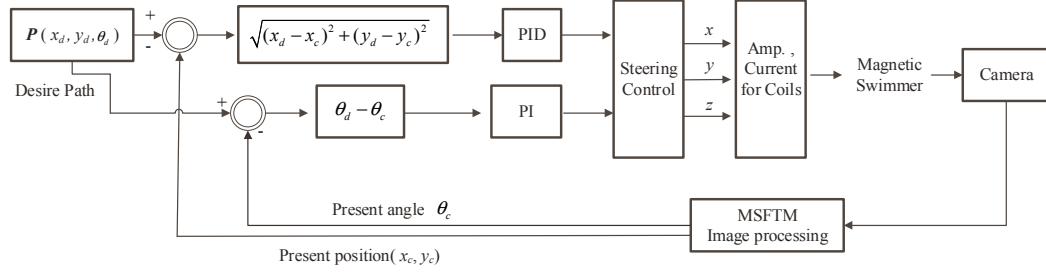 P( x_d , y_d , θ_d )
+
-
√((x_d − x_c)² + (y_d − y_c)²)
PID
Steering
Control
x
y
z
Amp. ,
Current
for Coils
Magnetic
Swimmer
Camera
Desire Path
+
-
θ_d − θ_c
PI
Present angle θ_c
MSFTM
Image processing
Present position( x_c, y_c)